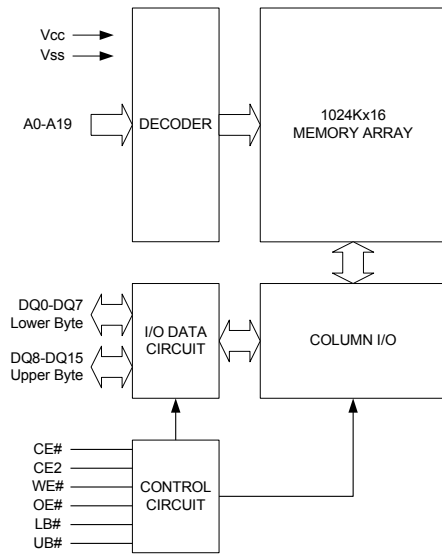 Vcc
Vss
A0-A19
DECODER
1024Kx16
MEMORY ARRAY
DQ0-DQ7
Lower Byte
DQ8-DQ15
Upper Byte
I/O DATA
CIRCUIT
COLUMN I/O
CE#
CE2
WE#
OE#
LB#
UB#
CONTROL
CIRCUIT